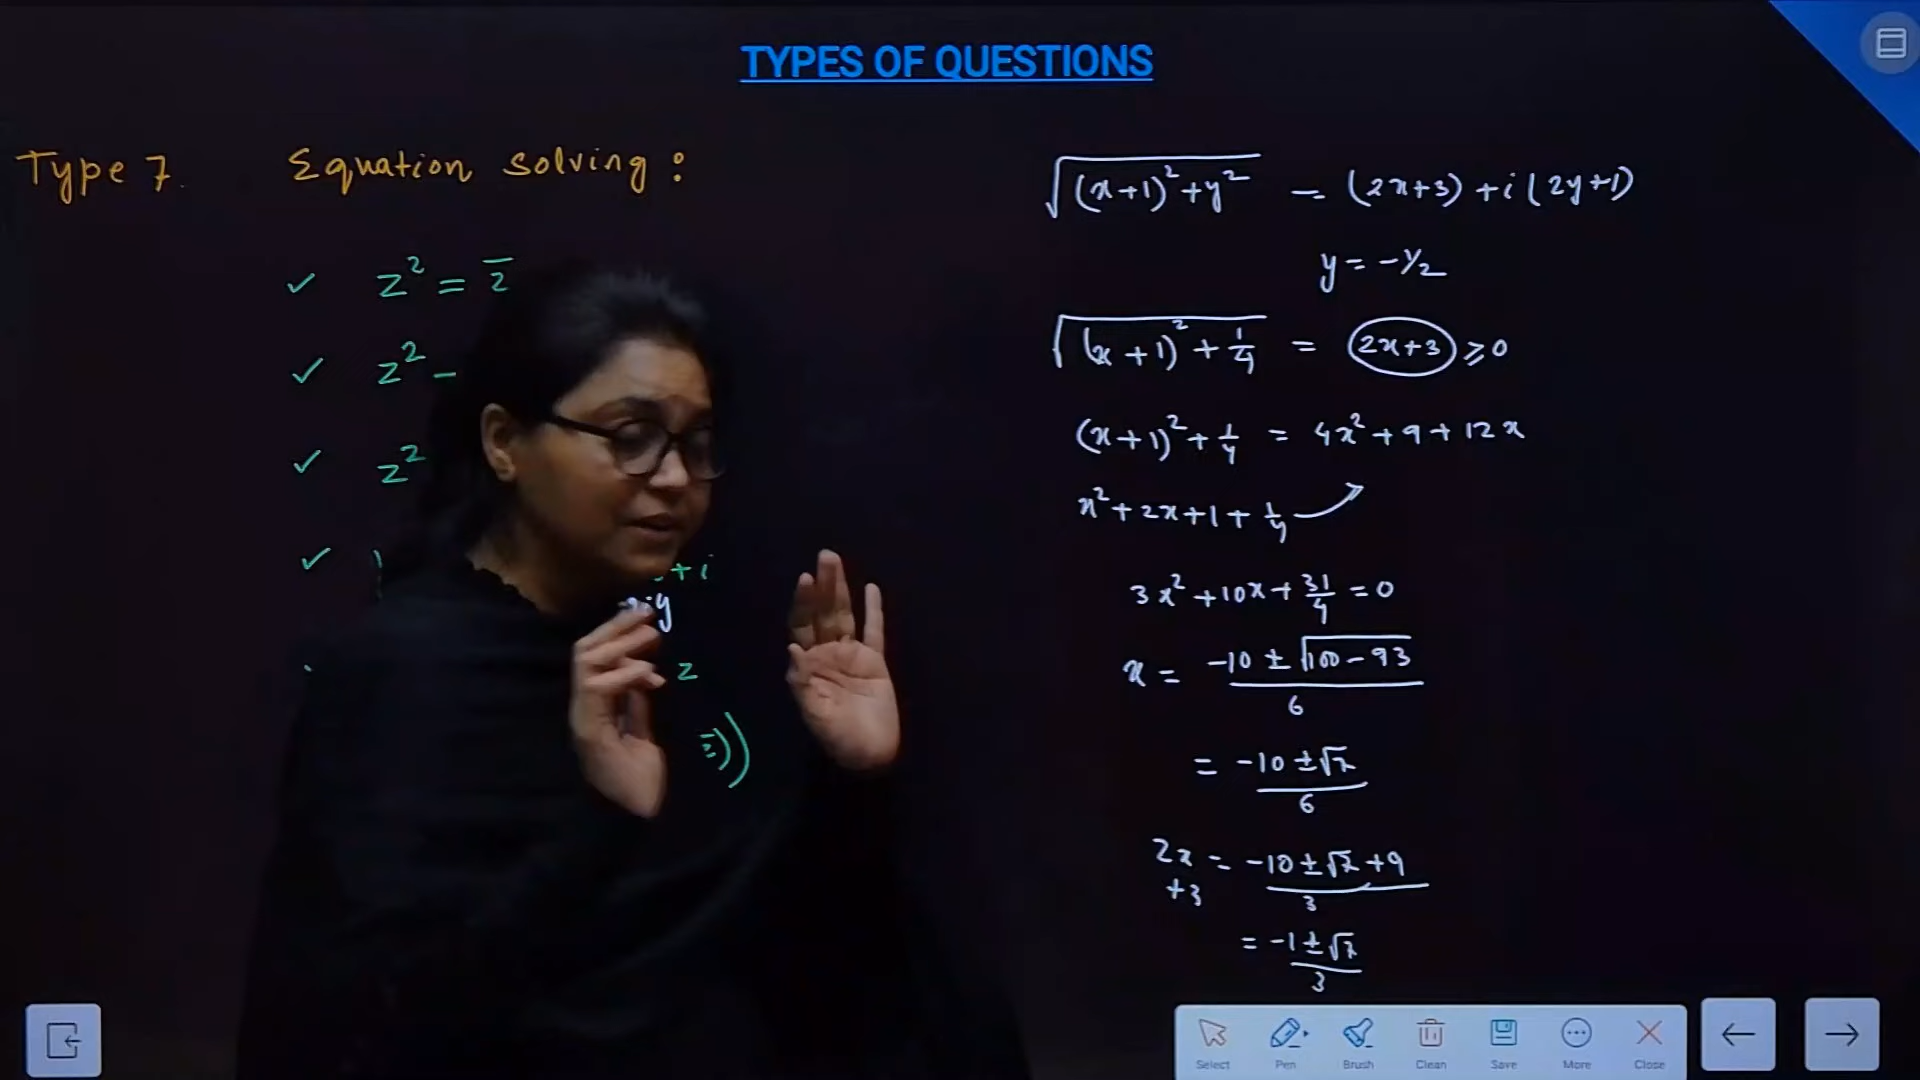 TYPES OF QUESTIONS
Type 7. Equation solving :
✓ z² = z̅
✓ z² -
✓ z²
✓ + i
iy
z
√((x+1)²+y²) = (2x+3) + i(2y+1)
y = -1/2
√((x+1)²+1/4) = (2x+3) ≥ 0
(x+1)²+1/4 = 4x²+9+12x
x²+2x+1+1/4
3x²+10x+31/4 = 0
x = (-10 ± √(100-93))/6
= (-10 ± √7)/6
2x+3 = (-10 ± √7 + 9)/3
= (-1 ± √7)/3
Select Pen Brush Clean Save More Close